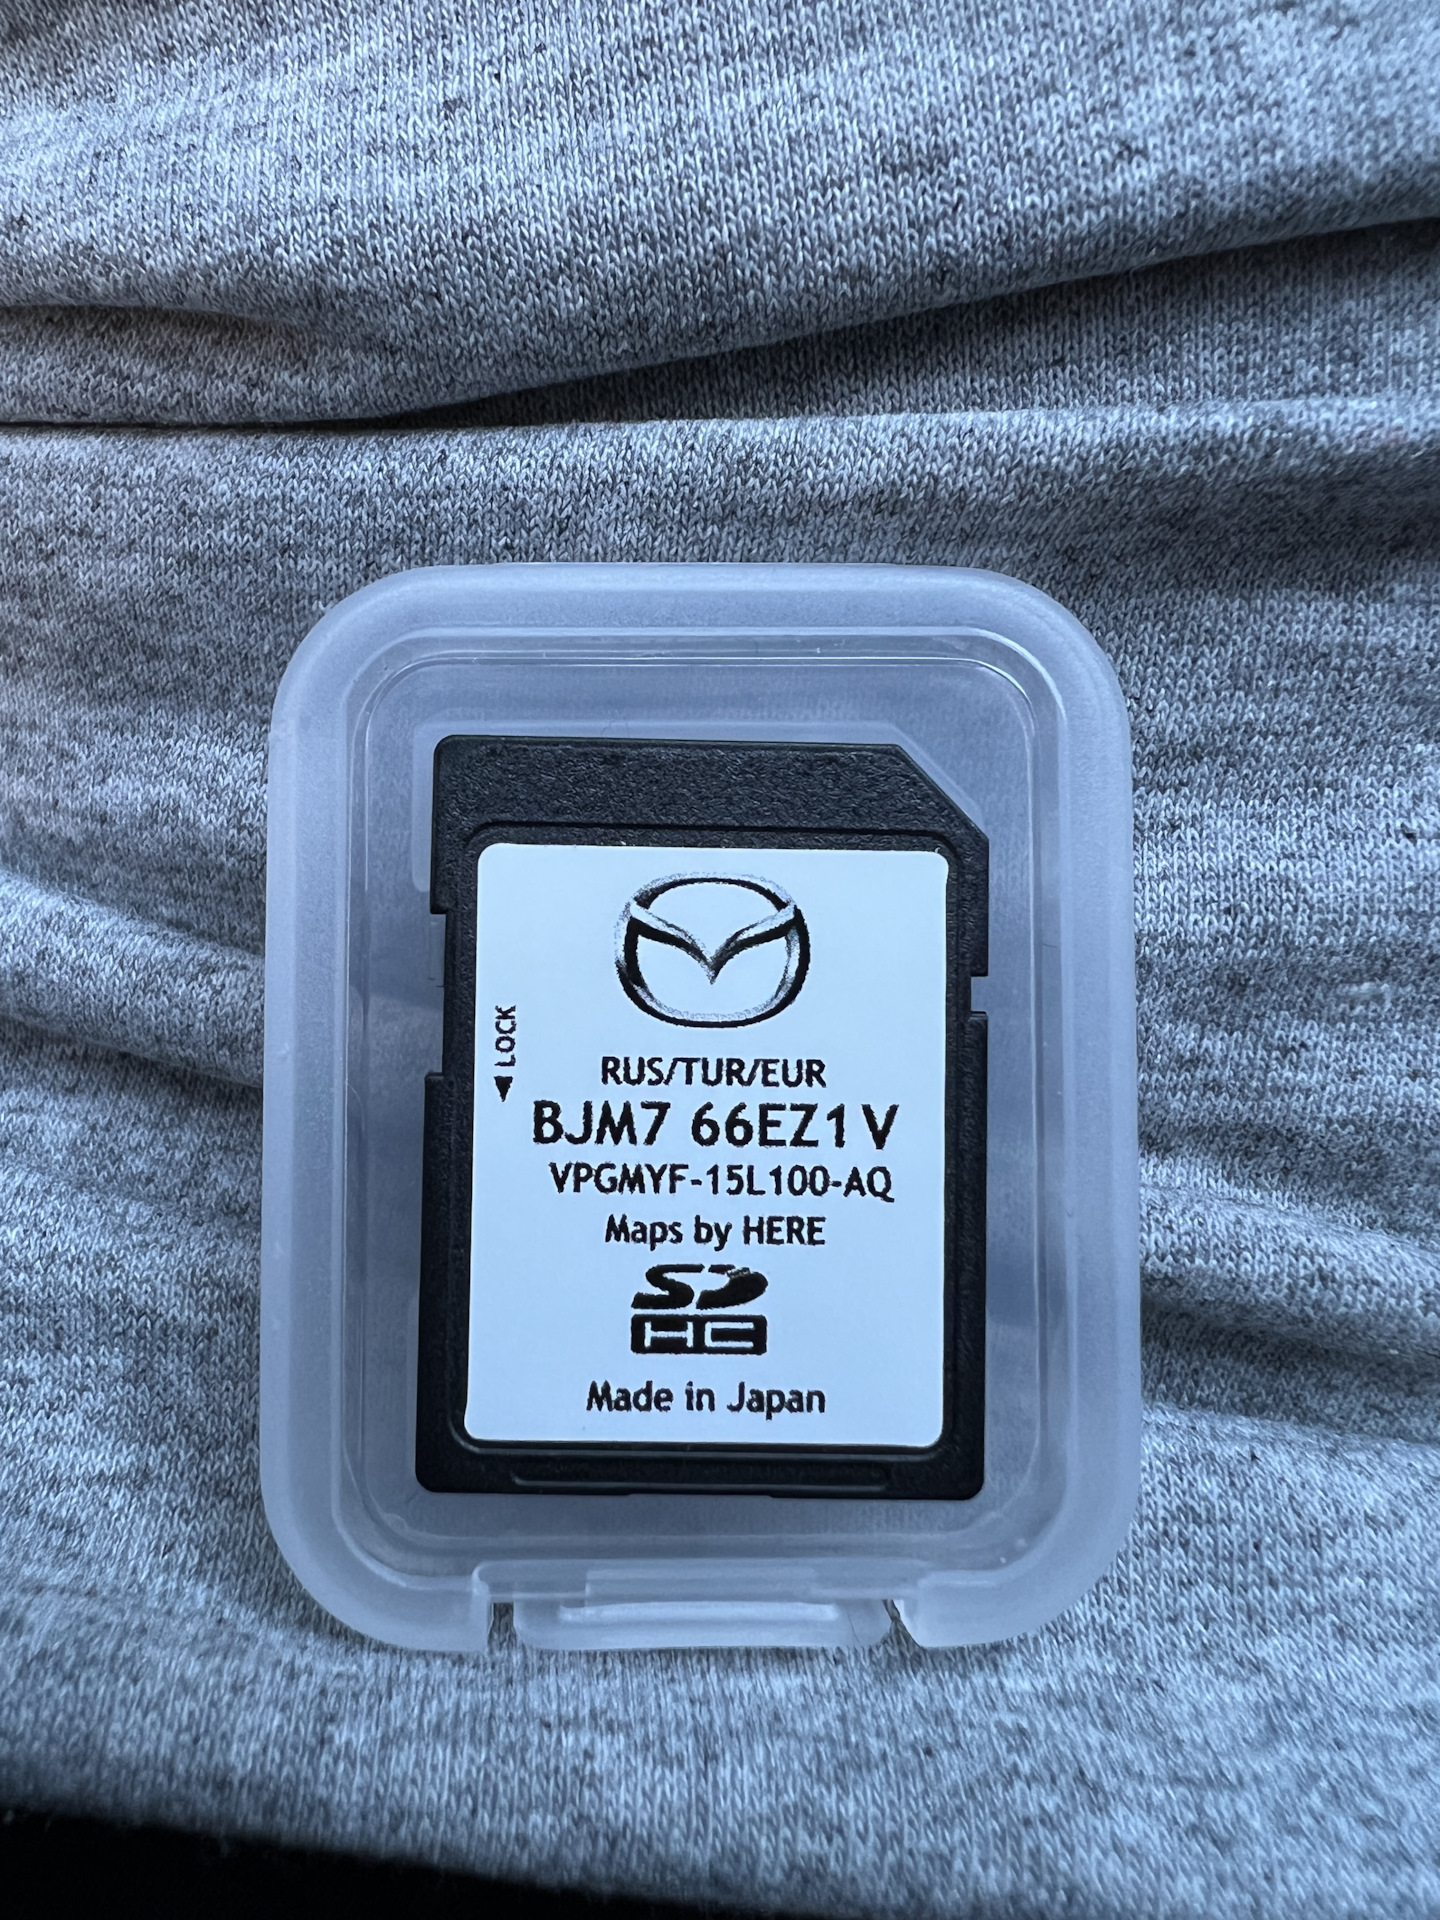 LOCK
RUS/TUR/EUR
BJM7 66EZ1V
VPGMYF-15L100-AQ
Maps by HERE
SD
HC
Made in Japan